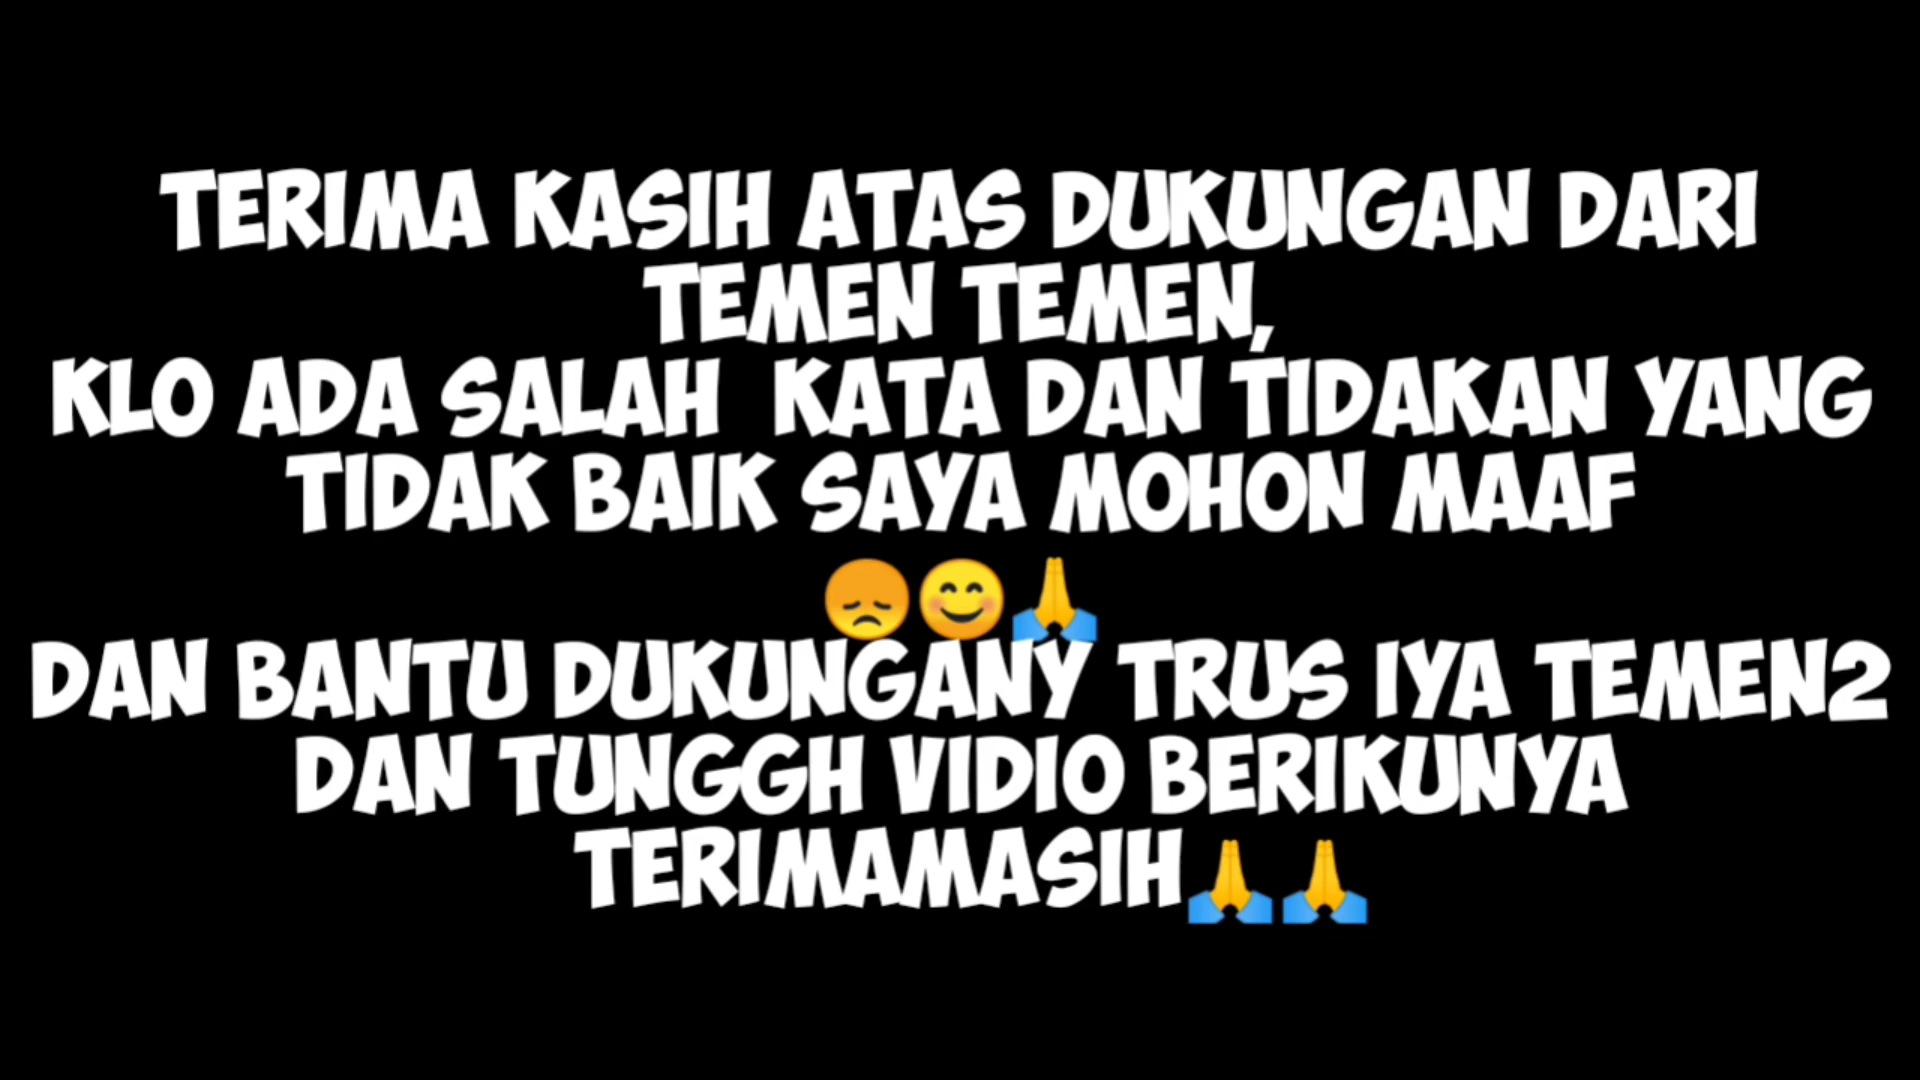 TERIMA KASIH ATAS DUKUNGAN DARI
TEMEN TEMEN,
KLO ADA SALAH  KATA DAN TIDAKAN YANG
TIDAK BAIK SAYA MOHON MAAF
😞😊🙏
DAN BANTU DUKUNGANY TRUS IYA TEMEN2
DAN TUNGGH VIDIO BERIKUNYA
TERIMAMASIH🙏🙏